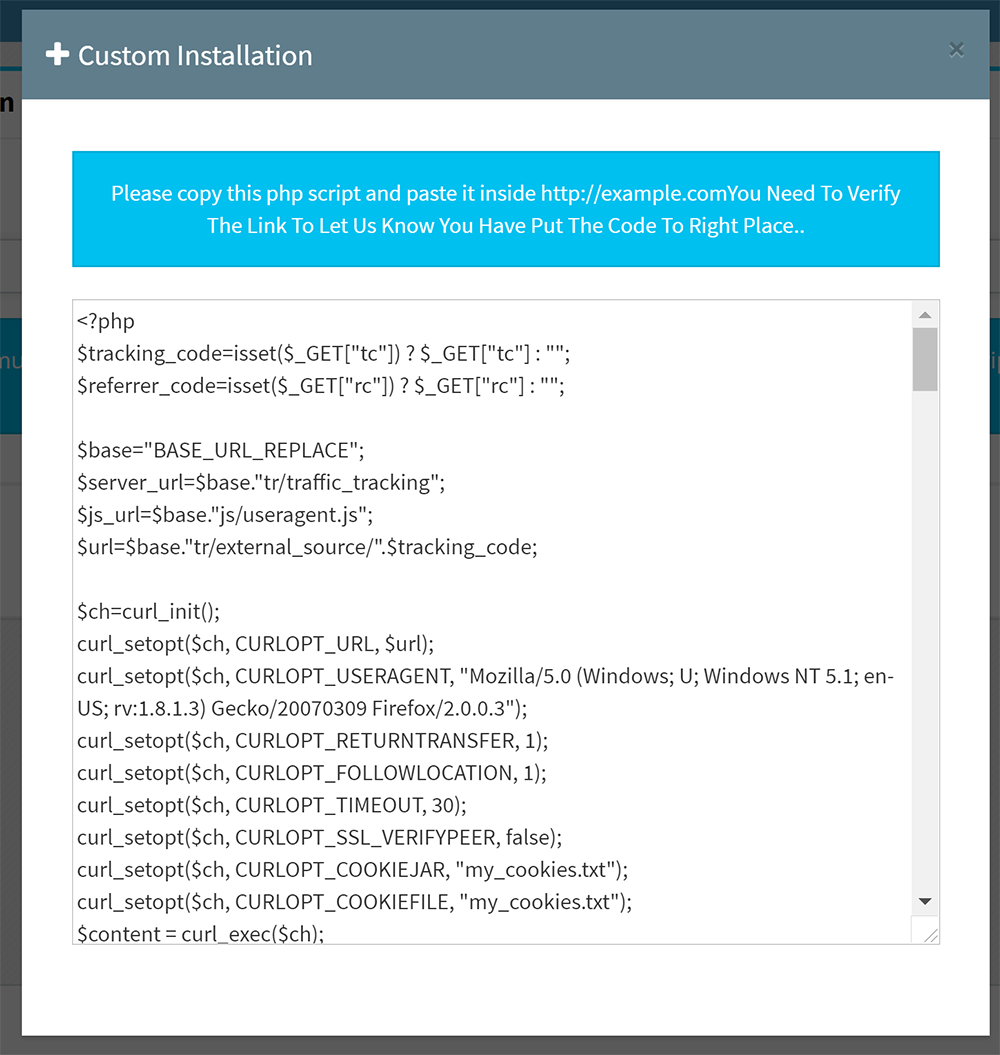 Custom Installation
×
n
Please copy this php script and paste it inside http://example.comYou Need To Verify
The Link To Let Us Know You Have Put The Code To Right Place..
<?php
$tracking_code=isset($_GET["tc"]) ? $_GET["tc"] : "";
$referrer_code=isset($_GET["rc"]) ? $_GET["rc"] : "";
$base="BASE_URL_REPLACE";
$server_url=$base."tr/traffic_tracking";
$js_url=$base."js/useragent.js";
$url=$base."tr/external_source/".$tracking_code;
$ch=curl_init();
curl_setopt($ch, CURLOPT_URL, $url);
curl_setopt($ch, CURLOPT_USERAGENT, "Mozilla/5.0 (Windows; U; Windows NT 5.1; en-
US; rv:1.8.1.3) Gecko/20070309 Firefox/2.0.0.3");
curl_setopt($ch, CURLOPT_RETURNTRANSFER, 1);
curl_setopt($ch, CURLOPT_FOLLOWLOCATION, 1);
curl_setopt($ch, CURLOPT_TIMEOUT, 30);
curl_setopt($ch, CURLOPT_SSL_VERIFYPEER, false);
curl_setopt($ch, CURLOPT_COOKIEJAR, "my_cookies.txt");
curl_setopt($ch, CURLOPT_COOKIEFILE, "my_cookies.txt");
$content = curl_exec($ch);